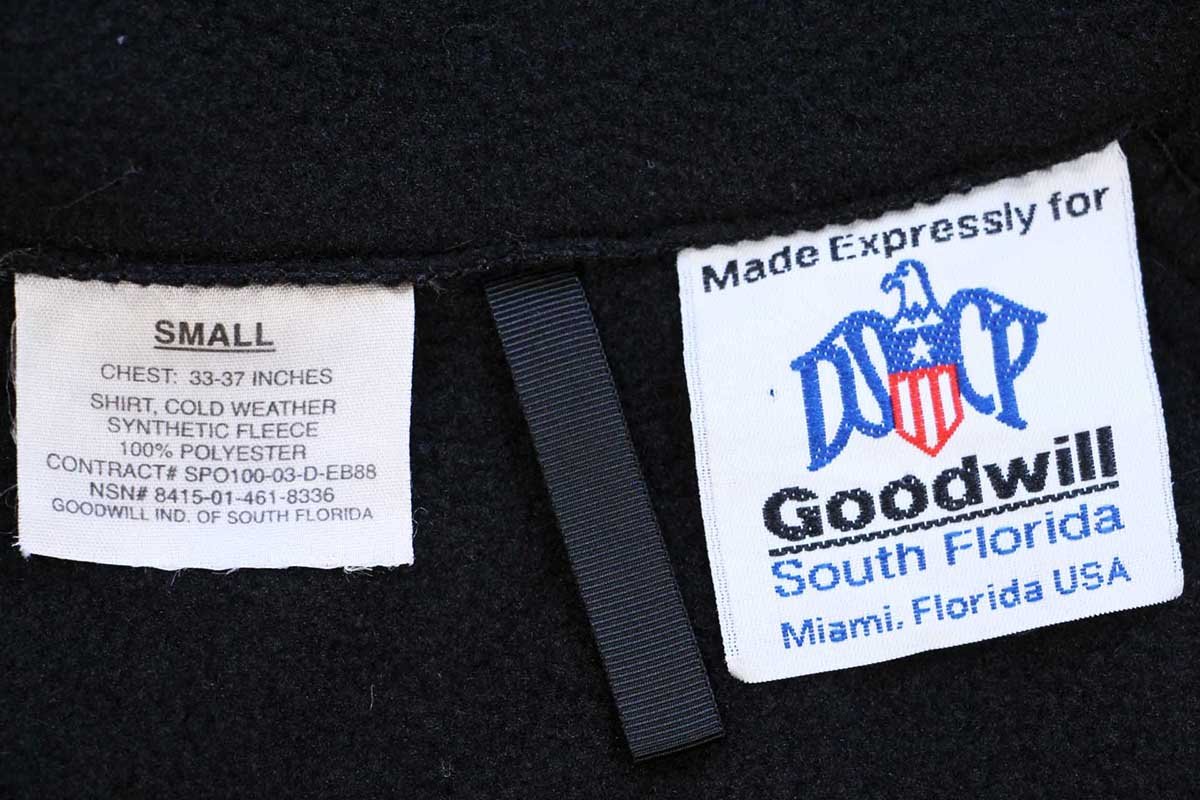 SMALL
CHEST: 33-37 INCHES
SHIRT, COLD WEATHER
SYNTHETIC FLEECE
100% POLYESTER
CONTRACT# SPO100-03-D-EB88
NSN# 8415-01-461-8336
GOODWILL IND. OF SOUTH FLORIDA
Made Expressly for
DSCP
Goodwill
South Florida
Miami, Florida USA